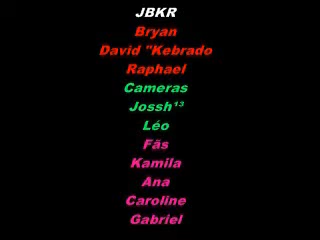 JBKR
Bryan
David "Kebrado
Raphael
Cameras
Jossh¹³
Léo
Fãs
Kamila
Ana
Caroline
Gabriel